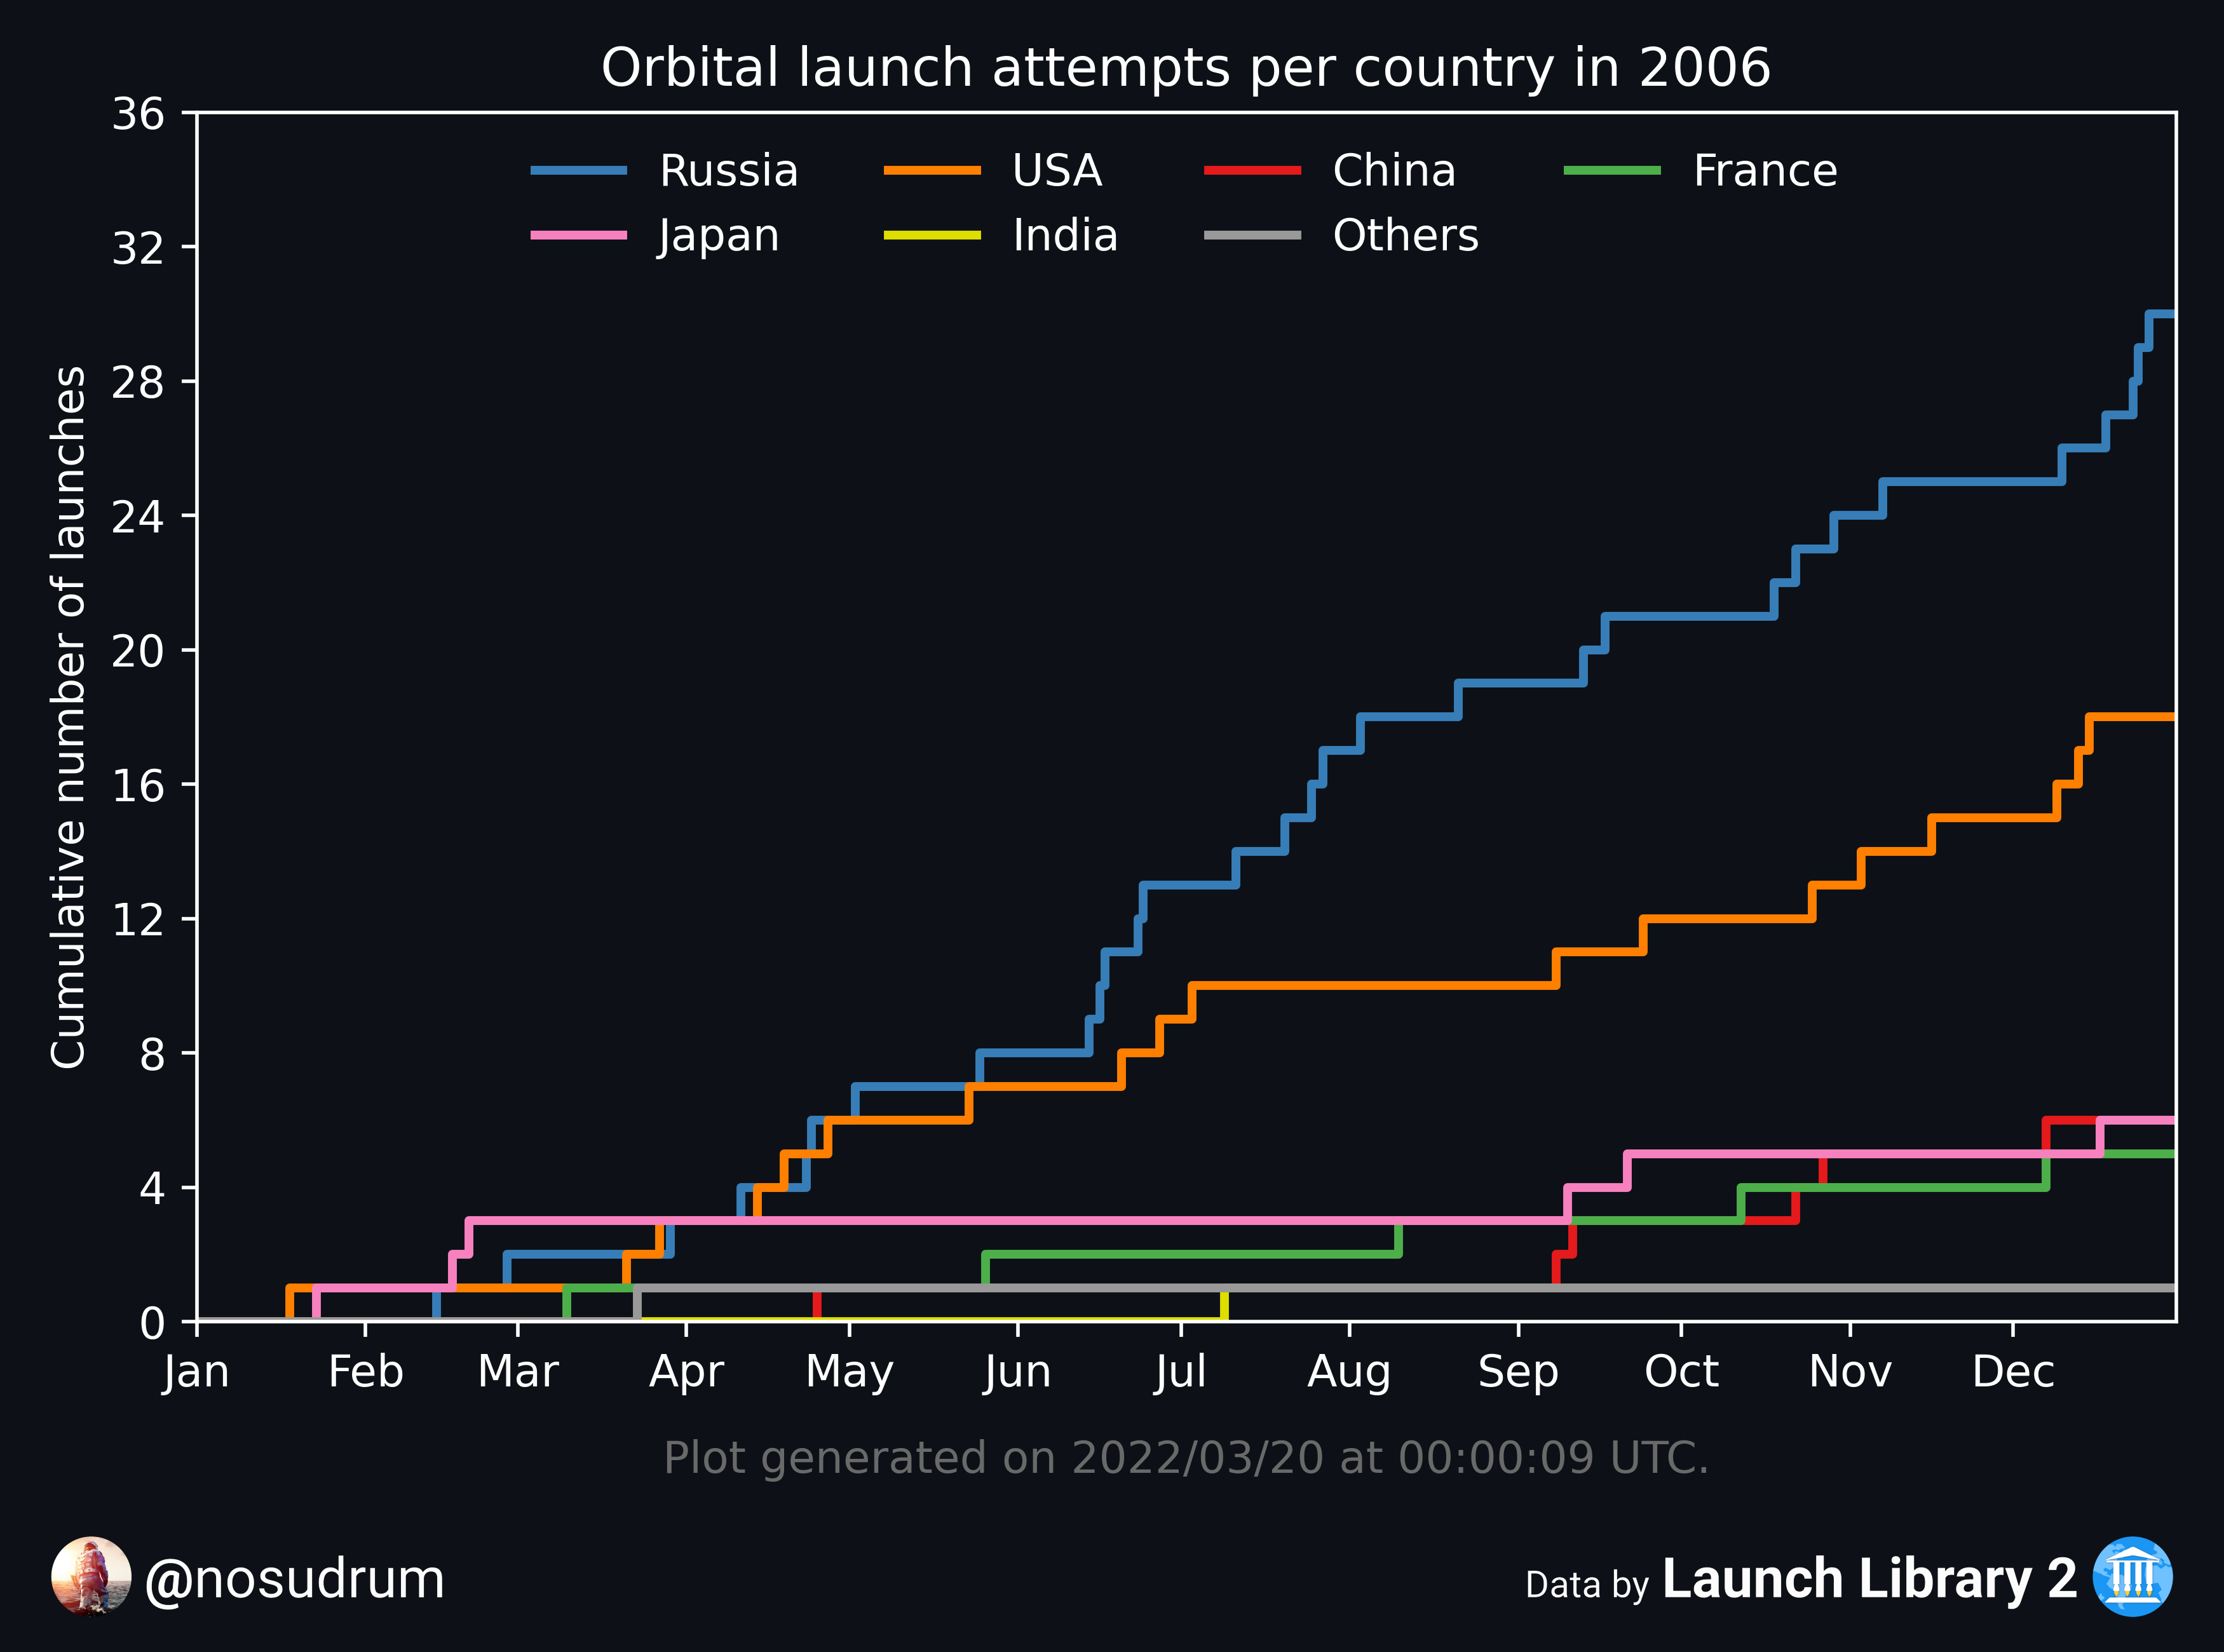 Orbital launch attempts per country in 2006
Russia USA China France
Japan India Others
Cumulative number of launches
36
32
28
24
20
16
12
8
4
0
Jan Feb Mar Apr May Jun Jul Aug Sep Oct Nov Dec
Plot generated on 2022/03/20 at 00:00:09 UTC.
@nosudrum
Data by Launch Library 2